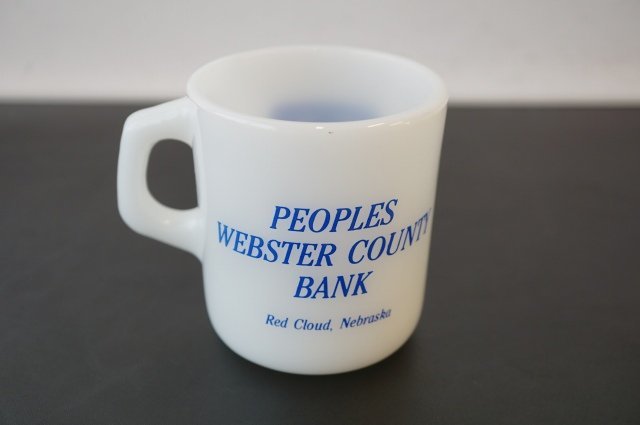 PEOPLES
WEBSTER COUNTY
BANK
Red Cloud, Nebraska